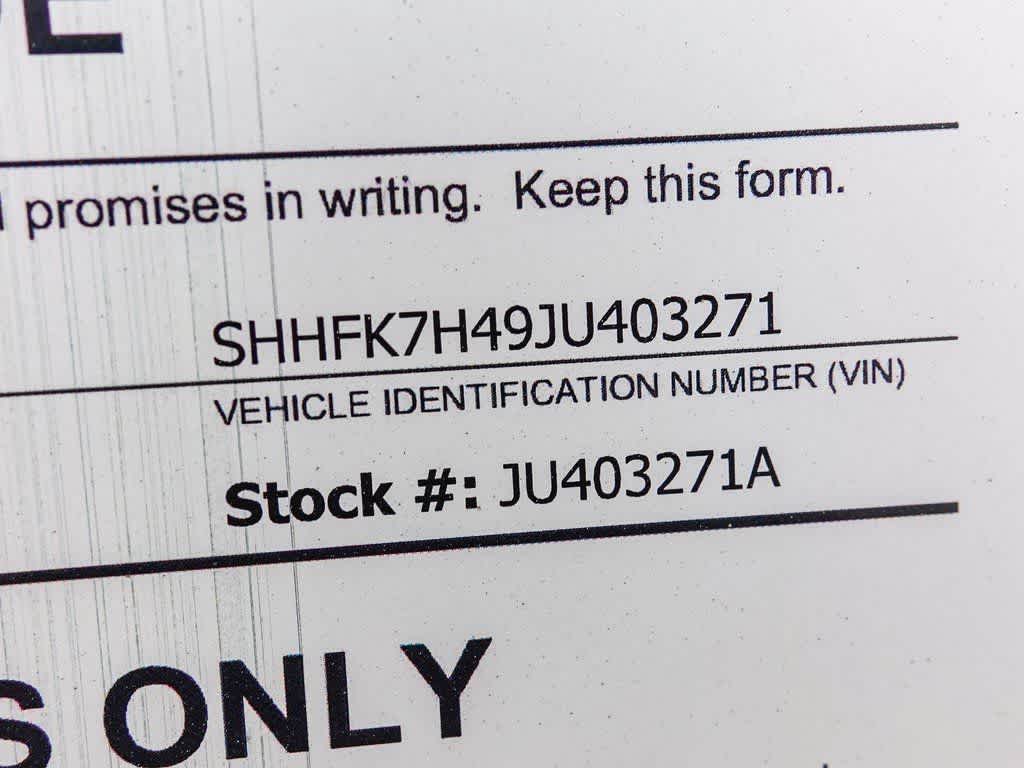 promises in writing. Keep this form.
SHHFK7H49JU403271
VEHICLE IDENTIFICATION NUMBER (VIN)
Stock #: JU403271A
S ONLY